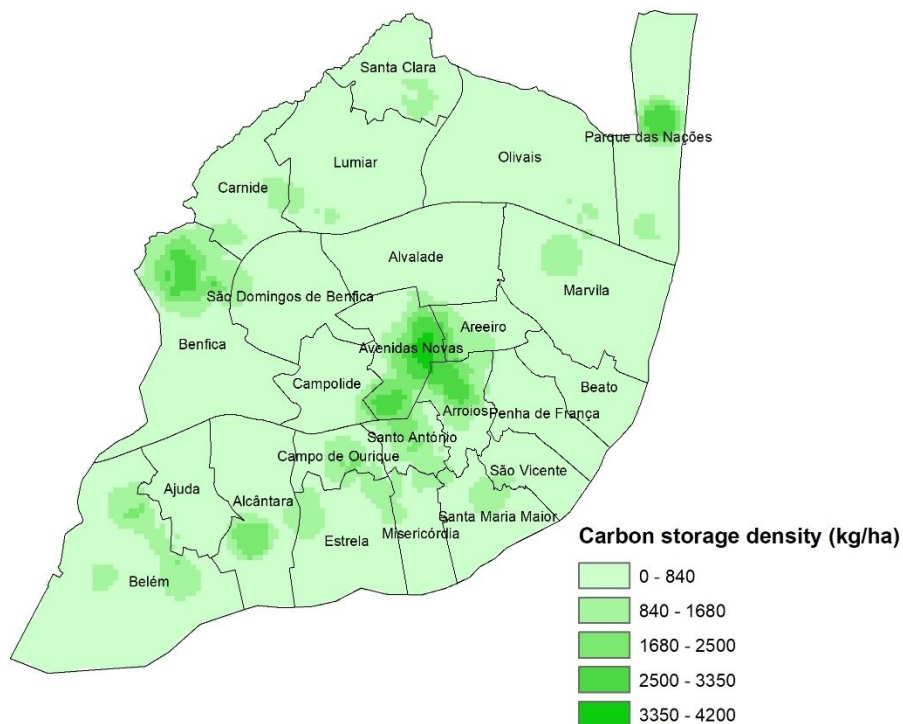 Santa Clara
Parque das Nações
Olivais
Lumiar
Carnide
Alvalade
Marvila
São Domingos de Benfica
Areeiro
Benfica
Avenidas Novas
Campolide
Beato
Arroios
Penha de França
Santo António
Campo de Ourique
São Vicente
Ajuda
Alcântara
Santa Maria Maior
Misericórdia
Estrela
Belém
Carbon storage density (kg/ha)
0 - 840
840 - 1680
1680 - 2500
2500 - 3350
3350 - 4200